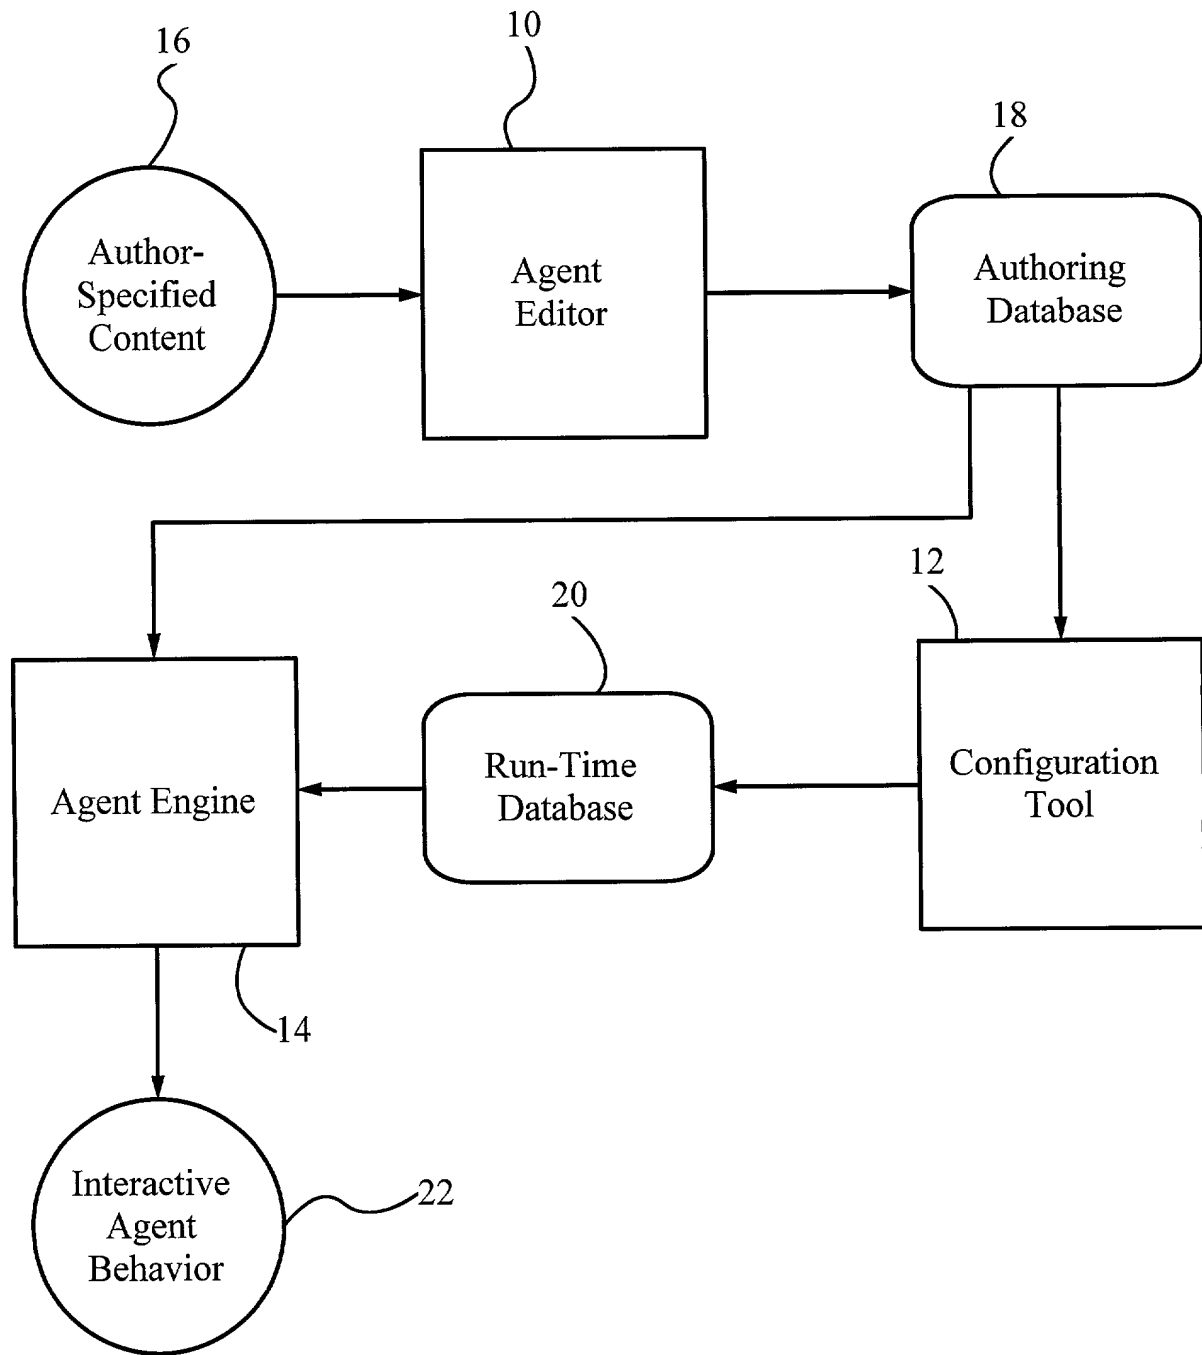 16
10
18
Author-
Specified
Content
Agent
Editor
Authoring
Database
12
20
Agent Engine
Run-Time
Database
Configuration
Tool
14
Interactive
Agent
Behavior
22